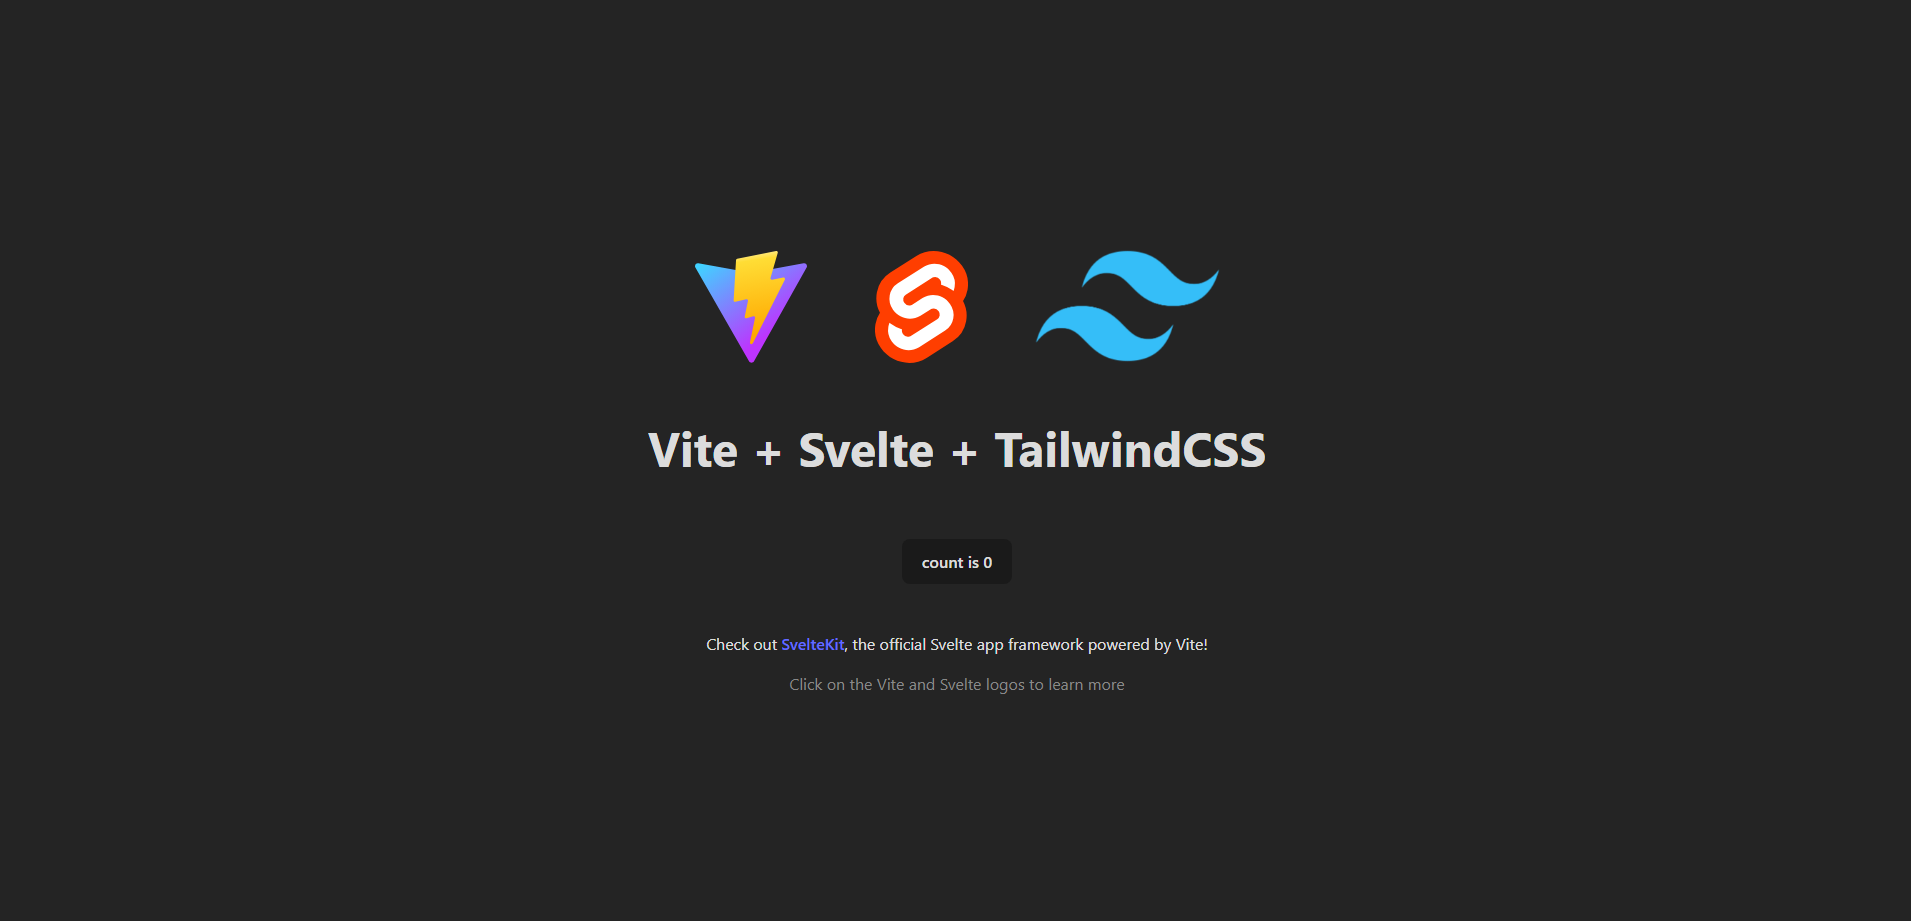 Vite + Svelte + TailwindCSS
count is 0
Check out SvelteKit, the official Svelte app framework powered by Vite!
Click on the Vite and Svelte logos to learn more